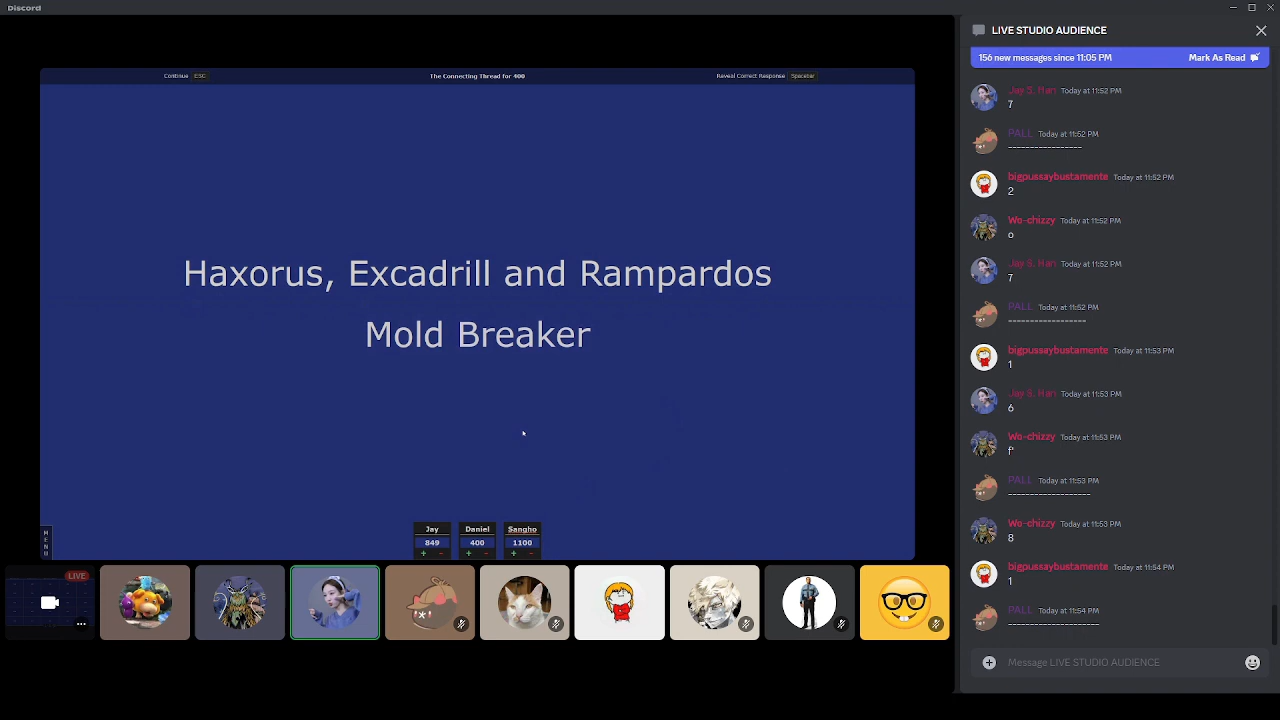 Discord
Continue ESC
The Connecting Thread for 400
Reveal Correct Response Spacebar
Haxorus, Excadrill and Rampardos
Mold Breaker
MENU
Jay
849
+ -
Daniel
400
+ -
Sangho
1100
+ -
LIVE
LIVE STUDIO AUDIENCE
156 new messages since 11:05 PM Mark As Read
Jay S. Han Today at 11:52 PM
7
PALL Today at 11:52 PM
-----------------
bigpussaybustamente Today at 11:52 PM
2
Wo-chizzy Today at 11:52 PM
o
Jay S. Han Today at 11:52 PM
7
PALL Today at 11:52 PM
------------------
bigpussaybustamente Today at 11:53 PM
1
Jay S. Han Today at 11:53 PM
6
Wo-chizzy Today at 11:53 PM
f'
PALL Today at 11:53 PM
-------------------
Wo-chizzy Today at 11:53 PM
8
bigpussaybustamente Today at 11:54 PM
1
PALL Today at 11:54 PM
---------------------
Message LIVE STUDIO AUDIENCE